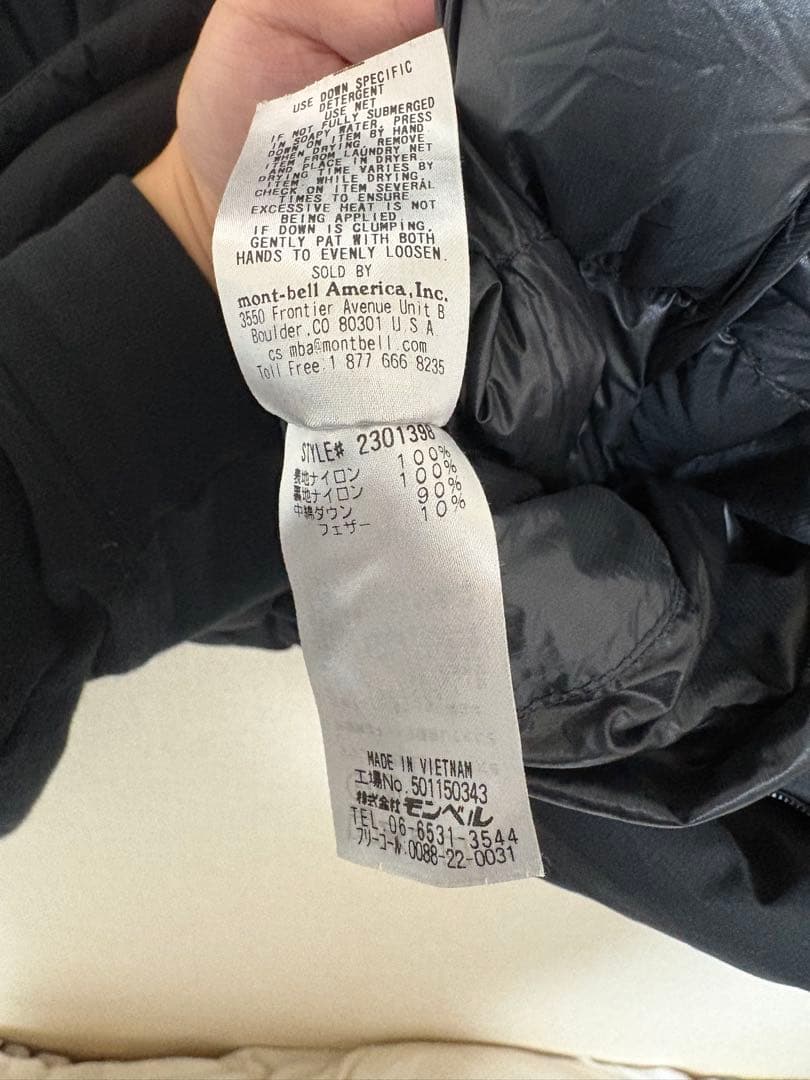 USE DOWN SPECIFIC
DETERGENT
USE NET
IF NOT FULLY SUBMERGED
IN SOAPY WATER, PRESS
DOWN ON ITEM BY HAND.
WHEN DRYING, REMOVE
ITEM FROM LAUNDRY NET
AND PLACE IN DRYER.
DRYING TIME VARIES BY
ITEM. WHILE DRYING,
CHECK ON ITEM SEVERAL
TIMES TO ENSURE
EXCESSIVE HEAT IS NOT
BEING APPLIED.
IF DOWN IS CLUMPING,
GENTLY PAT WITH BOTH
HANDS TO EVENLY LOOSEN.
SOLD BY
mont-bell America,Inc.
3550 Frontier Avenue Unit B
Boulder,CO 80301 U S A
cs mba@montbell.com
Toll Free:1 877 666 8235
STYLE# 2301398
表地ナイロン 100%
裏地ナイロン 100%
中綿ダウン 90%
フェザー 10%
MADE IN VIETNAM
工場No.501150343
株式会社モンベル
TEL.06-6531-3544
フリーコール.0088-22-0031